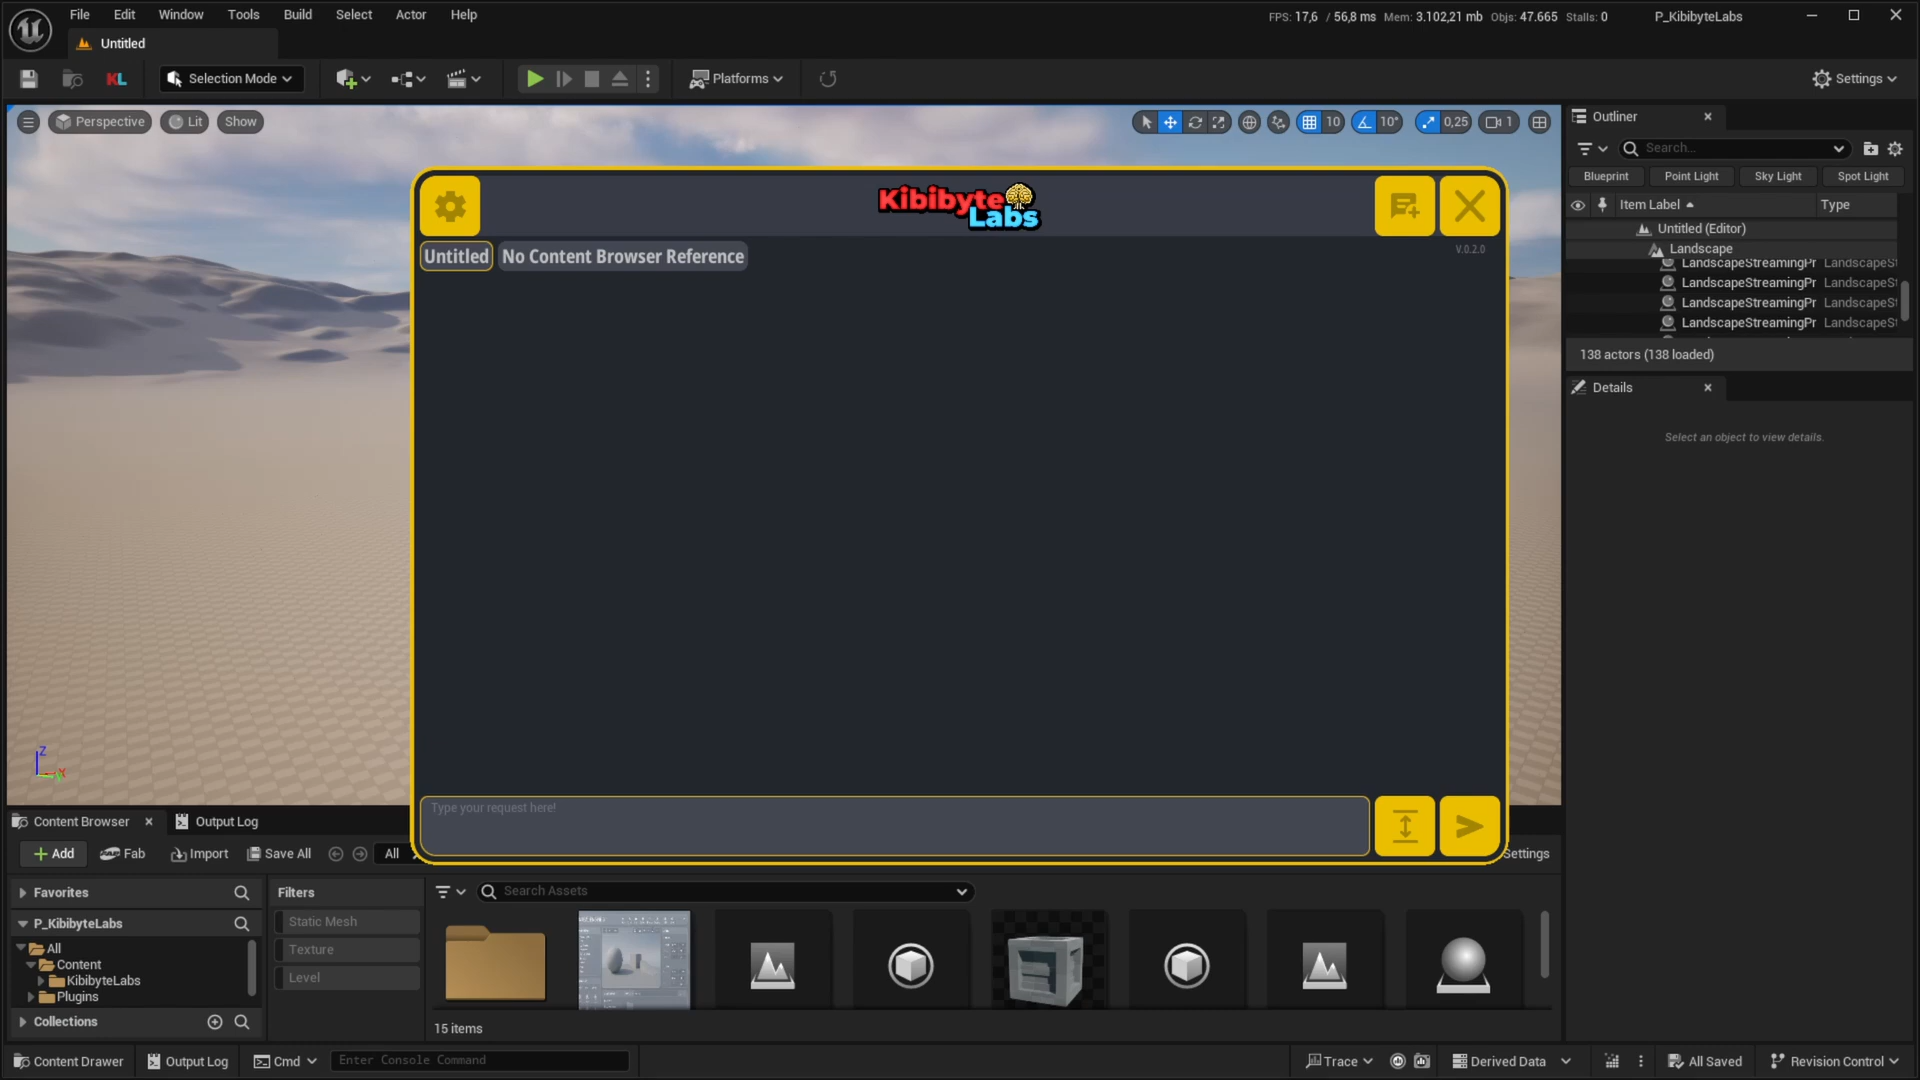 File Edit Window Tools Build Select Actor Help
FPS: 17,6 / 56,8 ms Mem: 3.102,21 mb Objs: 47.665 Stalls: 0 P_KibibyteLabs
Untitled
KL Selection Mode Platforms Settings
Perspective Lit Show 10 10° 0,25 1
Outliner
Search...
Blueprint Point Light Sky Light Spot Light
Item Label Type
Untitled (Editor)
Landscape
LandscapeStreamingPr LandscapeSt
LandscapeStreamingPr LandscapeSt
LandscapeStreamingPr LandscapeSt
LandscapeStreamingPr LandscapeSt
138 actors (138 loaded)
Details
Select an object to view details.
Kibibyte
Labs
Untitled No Content Browser Reference V.0.2.0
Type your request here!
Content Browser Output Log
Add Fab Import Save All All Settings
Favorites Filters Search Assets
P_KibibyteLabs Static Mesh
All Texture
Content
KibibyteLabs Level
Plugins
Collections
15 items
Content Drawer Output Log Cmd Enter Console Command Trace Derived Data All Saved Revision Control
Z